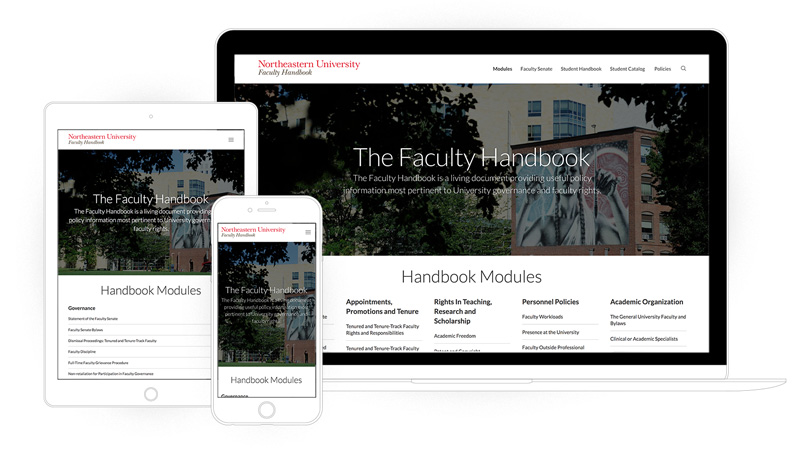 Northeastern University
Faculty Handbook
Modules Faculty Senate Student Handbook Student Catalog Policies
The Faculty Handbook
The Faculty Handbook is a living document providing useful policy
information most pertinent to University governance and faculty rights.
Handbook Modules
Appointments,
Promotions and Tenure
Tenured and Tenure-Track Faculty
Rights and Responsibilities
Tenured and Tenure-Track Faculty
Rights In Teaching,
Research and
Scholarship
Academic Freedom
Patent and Copyright
Personnel Policies
Faculty Workloads
Presence at the University
Faculty Outside Professional
Academic Organization
The General University Faculty and
Bylaws
Clinical or Academic Specialists
Northeastern University
Faculty Handbook
The Faculty Handbook
The Faculty Handbook is a living document providing
policy information most pertinent to University
faculty rights.
Handbook Modules
Governance
Statement of the Faculty Senate
Faculty Senate Bylaws
Dismissal Proceedings: Tenured and Tenure-Track Faculty
Faculty Discipline
Full-Time Faculty Grievance Procedure
Non-retaliation for Participation in Faculty Governance
Northeastern University
Faculty Handbook
The Faculty Handbook
The Faculty Handbook is a living document
providing useful policy information most
pertinent to University governance and
faculty rights.
Handbook Modules
Governance